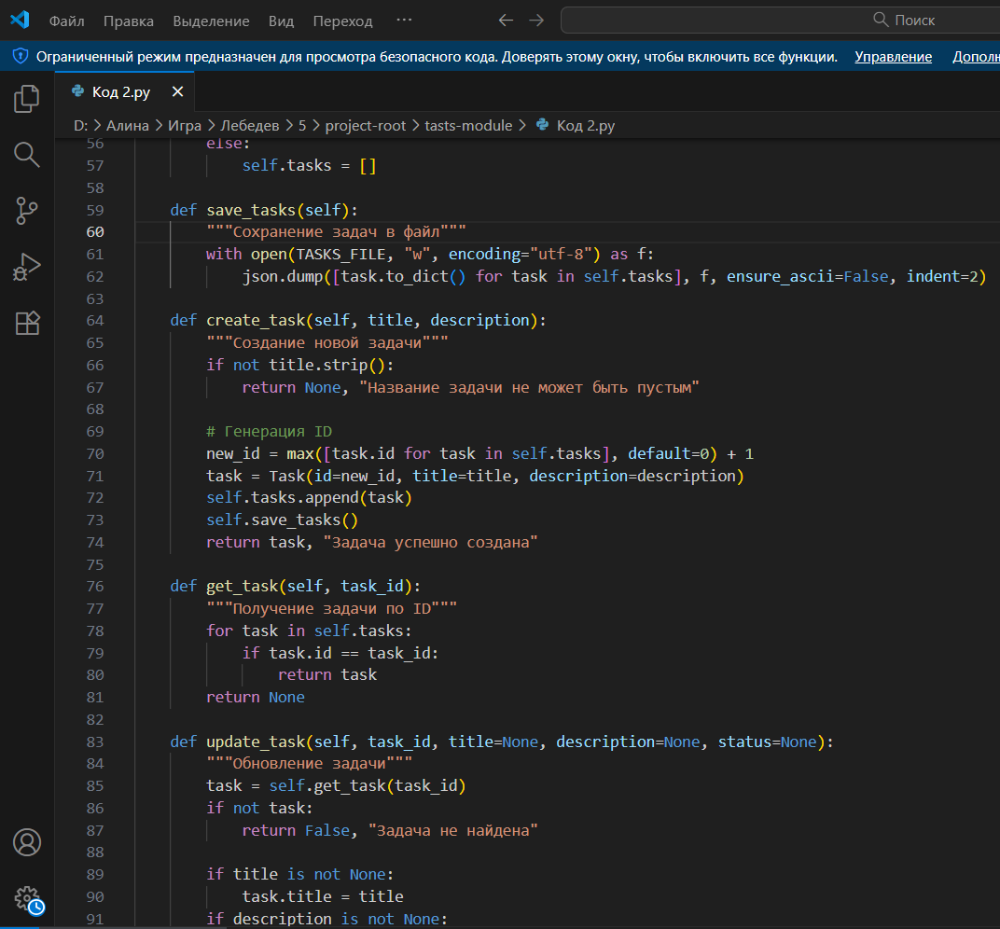 Файл Правка Выделение Вид Переход ··· Поиск
Ограниченный режим предназначен для просмотра безопасного кода. Доверять этому окну, чтобы включить все функции. Управление Дополн
Код 2.py
D: > Алина > Игра > Лебедев > 5 > project-root > tasts-module > Код 2.py
56 else:
57 self.tasks = []
58
59 def save_tasks(self):
60 """Сохранение задач в файл"""
61 with open(TASKS_FILE, "w", encoding="utf-8") as f:
62 json.dump([task.to_dict() for task in self.tasks], f, ensure_ascii=False, indent=2)
63
64 def create_task(self, title, description):
65 """Создание новой задачи"""
66 if not title.strip():
67 return None, "Название задачи не может быть пустым"
68
69 # Генерация ID
70 new_id = max([task.id for task in self.tasks], default=0) + 1
71 task = Task(id=new_id, title=title, description=description)
72 self.tasks.append(task)
73 self.save_tasks()
74 return task, "Задача успешно создана"
75
76 def get_task(self, task_id):
77 """Получение задачи по ID"""
78 for task in self.tasks:
79 if task.id == task_id:
80 return task
81 return None
82
83 def update_task(self, task_id, title=None, description=None, status=None):
84 """Обновление задачи"""
85 task = self.get_task(task_id)
86 if not task:
87 return False, "Задача не найдена"
88
89 if title is not None:
90 task.title = title
91 if description is not None: